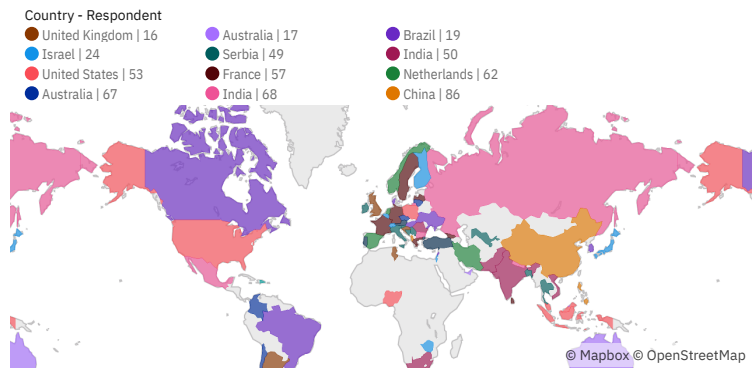 Country - Respondent
United Kingdom | 16
Australia | 17
Brazil | 19
Israel | 24
Serbia | 49
India | 50
United States | 53
France | 57
Netherlands | 62
Australia | 67
India | 68
China | 86
© Mapbox © OpenStreetMap